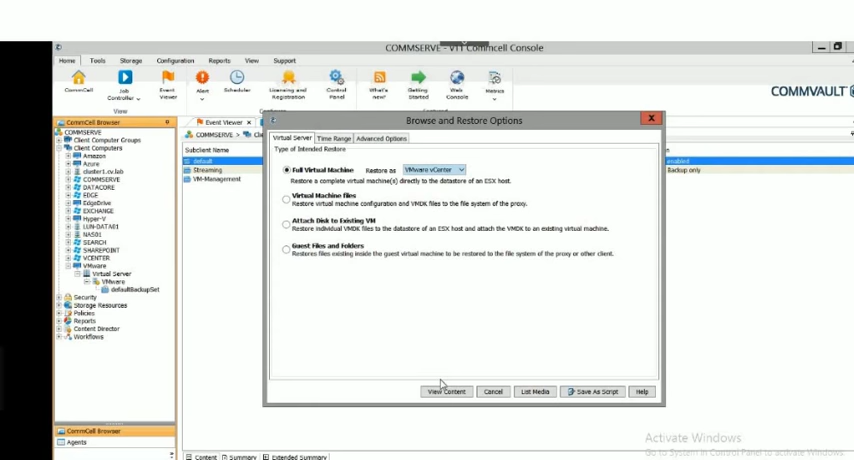 COMMSERVE - V11 Commcell Console
Home Tools Storage Configuration Reports View Support
CommCell Job Controller Event Viewer Alert Scheduler Licensing and Registration Control Panel What's new? Getting Started Web Console Metrics
View
COMMVAULT
CommCell Browser
Event Viewer
COMMSERVE >
COMMSERVE
Client Computer Groups
Client Computers
Amazon
Azure
cluster1.cv.lab
COMMSERVE
DATACORE
EDGE
EdgeDrive
EXCHANGE
Hyper-V
LUN-DATA01
NAS01
SEARCH
SHAREPOINT
VCENTER
VMware
Virtual Server
VMware
defaultBackupSet
Security
Storage Resources
Policies
Reports
Content Director
Workflows
CommCell Browser
Agents
Subclient Name
default
Streaming
VM-Management
enabled
Backup only
Browse and Restore Options
Virtual Server Time Range Advanced Options
Type of Intended Restore
Full Virtual Machine Restore as VMware vCenter
Restore a complete virtual machine(s) directly to the datastore of an ESX host.
Virtual Machine files
Restore virtual machine configuration and VMDK files to the file system of the proxy.
Attach Disk to Existing VM
Restore individual VMDK files to the datastore of an ESX host and attach the VMDK to an existing virtual machine.
Guest Files and Folders
Restores files existing inside the guest virtual machine to be restored to the file system of the proxy or other client.
View Content Cancel List Media Save As Script Help
Content Summary Extended Summary
Activate Windows
Go to System in Control Panel to activate Windows.